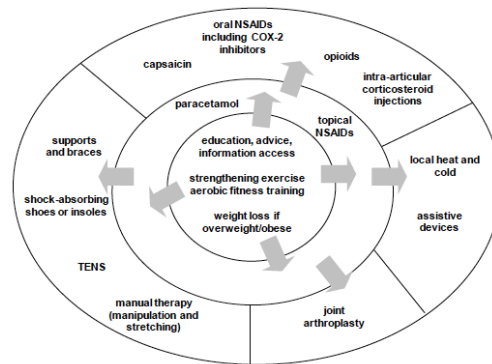 oral NSAIDs
including COX-2
inhibitors
capsaicin
opioids
intra-articular
corticosteroid
injections
paracetamol
topical
NSAIDs
education, advice,
information access
strengthening exercise
aerobic fitness training
weight loss if
overweight/obese
supports
and braces
shock-absorbing
shoes or insoles
TENS
manual therapy
(manipulation and
stretching)
local heat and
cold
assistive
devices
joint
arthroplasty